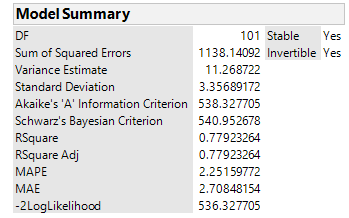 Model Summary
DF 101 Stable Yes
Sum of Squared Errors 1138.14092 Invertible Yes
Variance Estimate 11.268722
Standard Deviation 3.35689171
Akaike's 'A' Information Criterion 538.327705
Schwarz's Bayesian Criterion 540.952678
RSquare 0.77923264
RSquare Adj 0.77923264
MAPE 2.25159772
MAE 2.70848154
-2LogLikelihood 536.327705